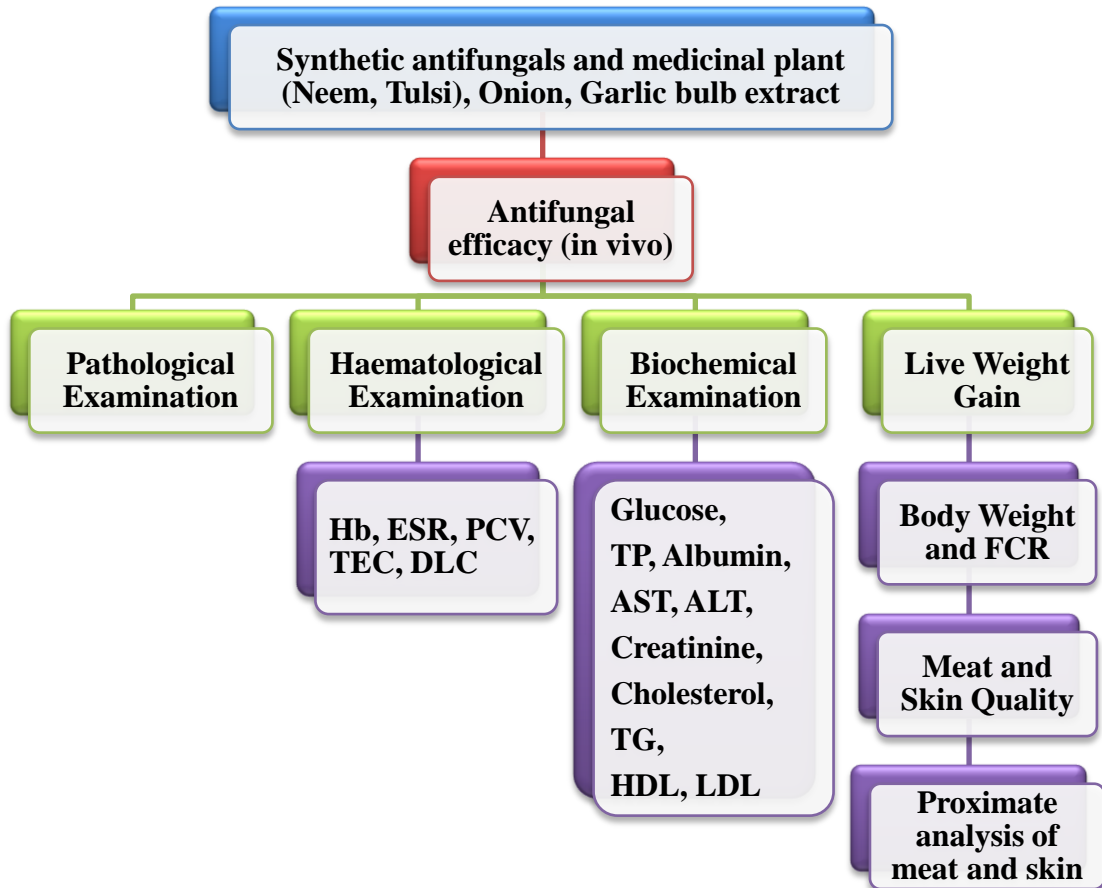 Synthetic antifungals and medicinal plant
(Neem, Tulsi), Onion, Garlic bulb extract
Antifungal
efficacy (in vivo)
Pathological
Examination
Haematological
Examination
Biochemical
Examination
Live Weight
Gain
Hb, ESR, PCV,
TEC, DLC
Glucose,
TP, Albumin,
AST, ALT,
Creatinine,
Cholesterol,
TG,
HDL, LDL
Body Weight
and FCR
Meat and
Skin Quality
Proximate
analysis of
meat and skin